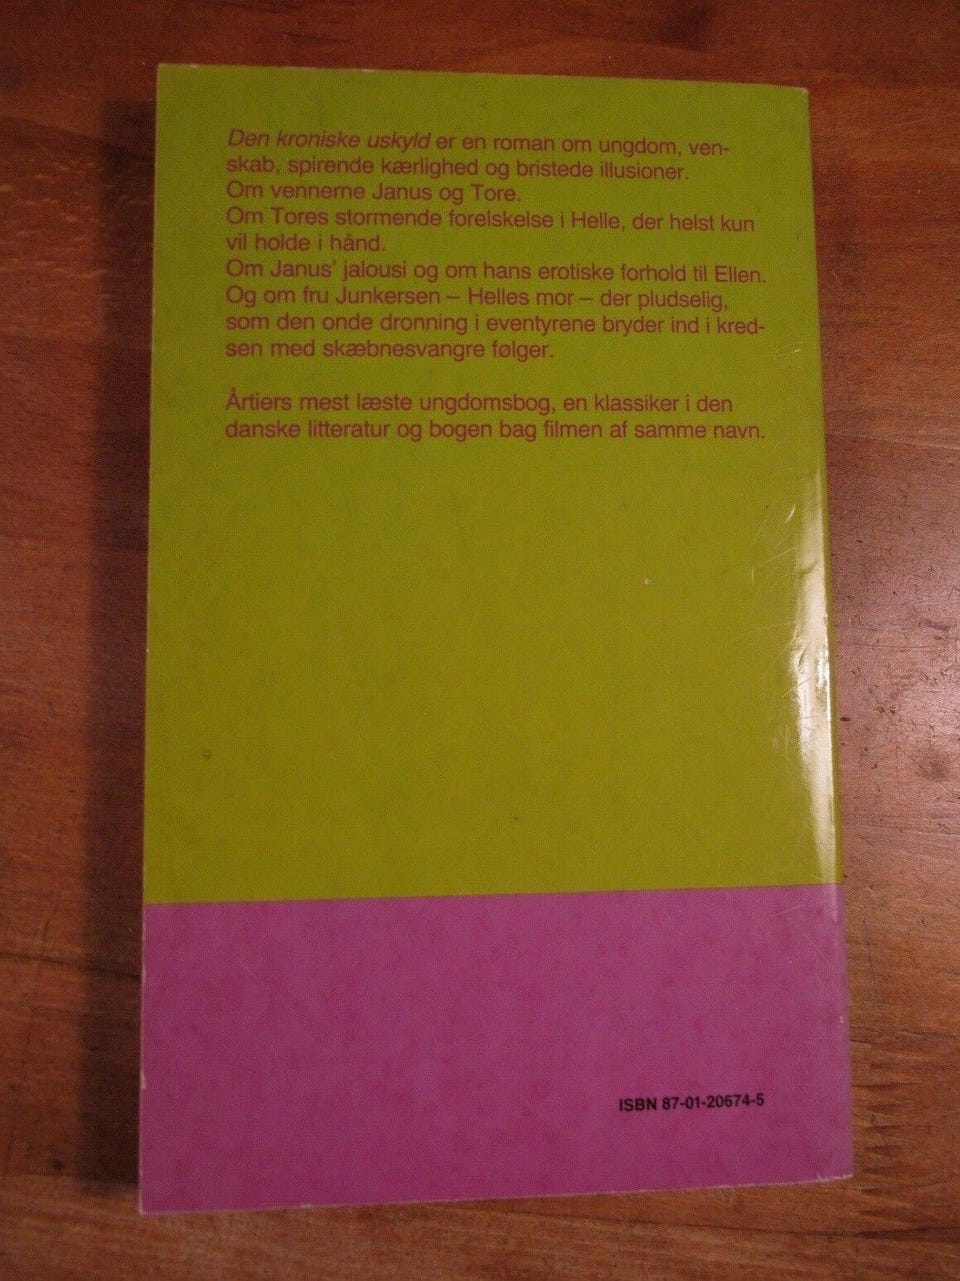 Den kroniske uskyld er en roman om ungdom, ven-
skab, spirende kærlighed og bristede illusioner.
Om vennerne Janus og Tore.
Om Tores stormende forelskelse i Helle, der helst kun
vil holde i hånd.
Om Janus' jalousi og om hans erotiske forhold til Ellen.
Og om fru Junkersen – Helles mor – der pludselig,
som den onde dronning i eventyrene bryder ind i kred-
sen med skæbnesvangre følger.
Årtiers mest læste ungdomsbog, en klassiker i den
danske litteratur og bogen bag filmen af samme navn.
ISBN 87-01-20674-5